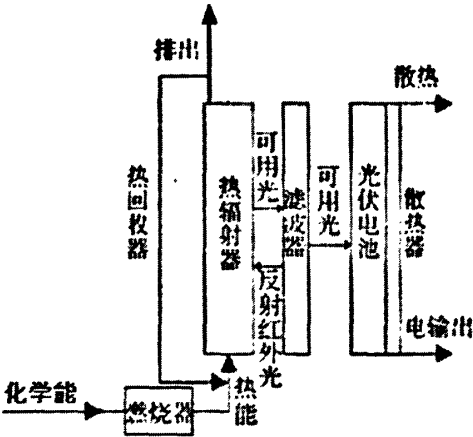 排出
散热
热回收器
热辐射器
可用光
滤波器
可用光
光伏电池
散热器
反射红外光
电输出
化学能
燃烧器
热能